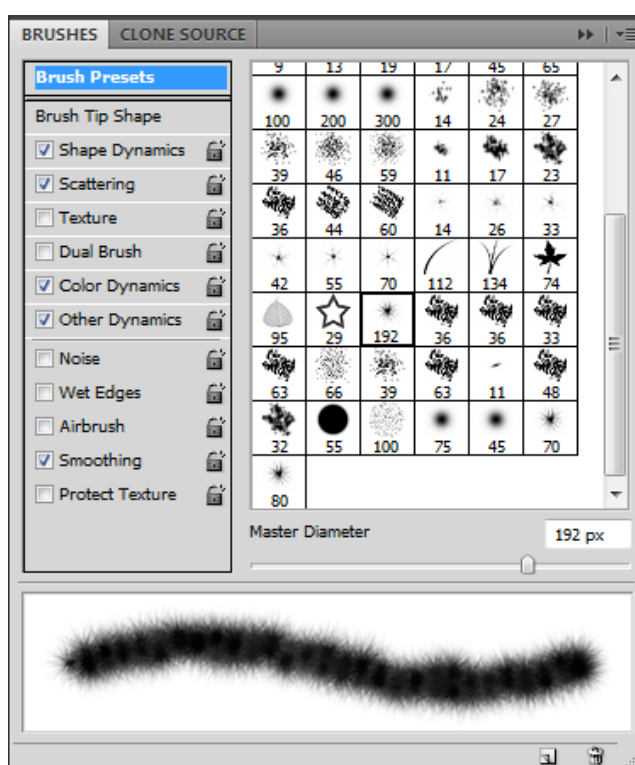 BRUSHES CLONE SOURCE
Brush Presets
Brush Tip Shape
Shape Dynamics
Scattering
Texture
Dual Brush
Color Dynamics
Other Dynamics
Noise
Wet Edges
Airbrush
Smoothing
Protect Texture
9 13 19 17 45 65
100 200 300 14 24 27
39 46 59 11 17 23
36 44 60 14 26 33
42 55 70 112 134 74
95 29 192 36 36 33
63 66 39 63 11 48
32 55 100 75 45 70
80
Master Diameter 192 px